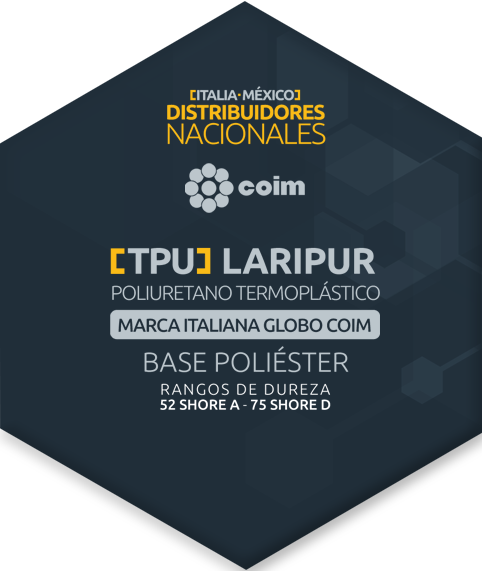 [ITALIA·MÉXICO]
DISTRIBUIDORES
NACIONALES
coim
[TPU] LARIPUR
POLIURETANO TERMOPLÁSTICO
MARCA ITALIANA GLOBO COIM
BASE POLIÉSTER
RANGOS DE DUREZA
52 SHORE A - 75 SHORE D